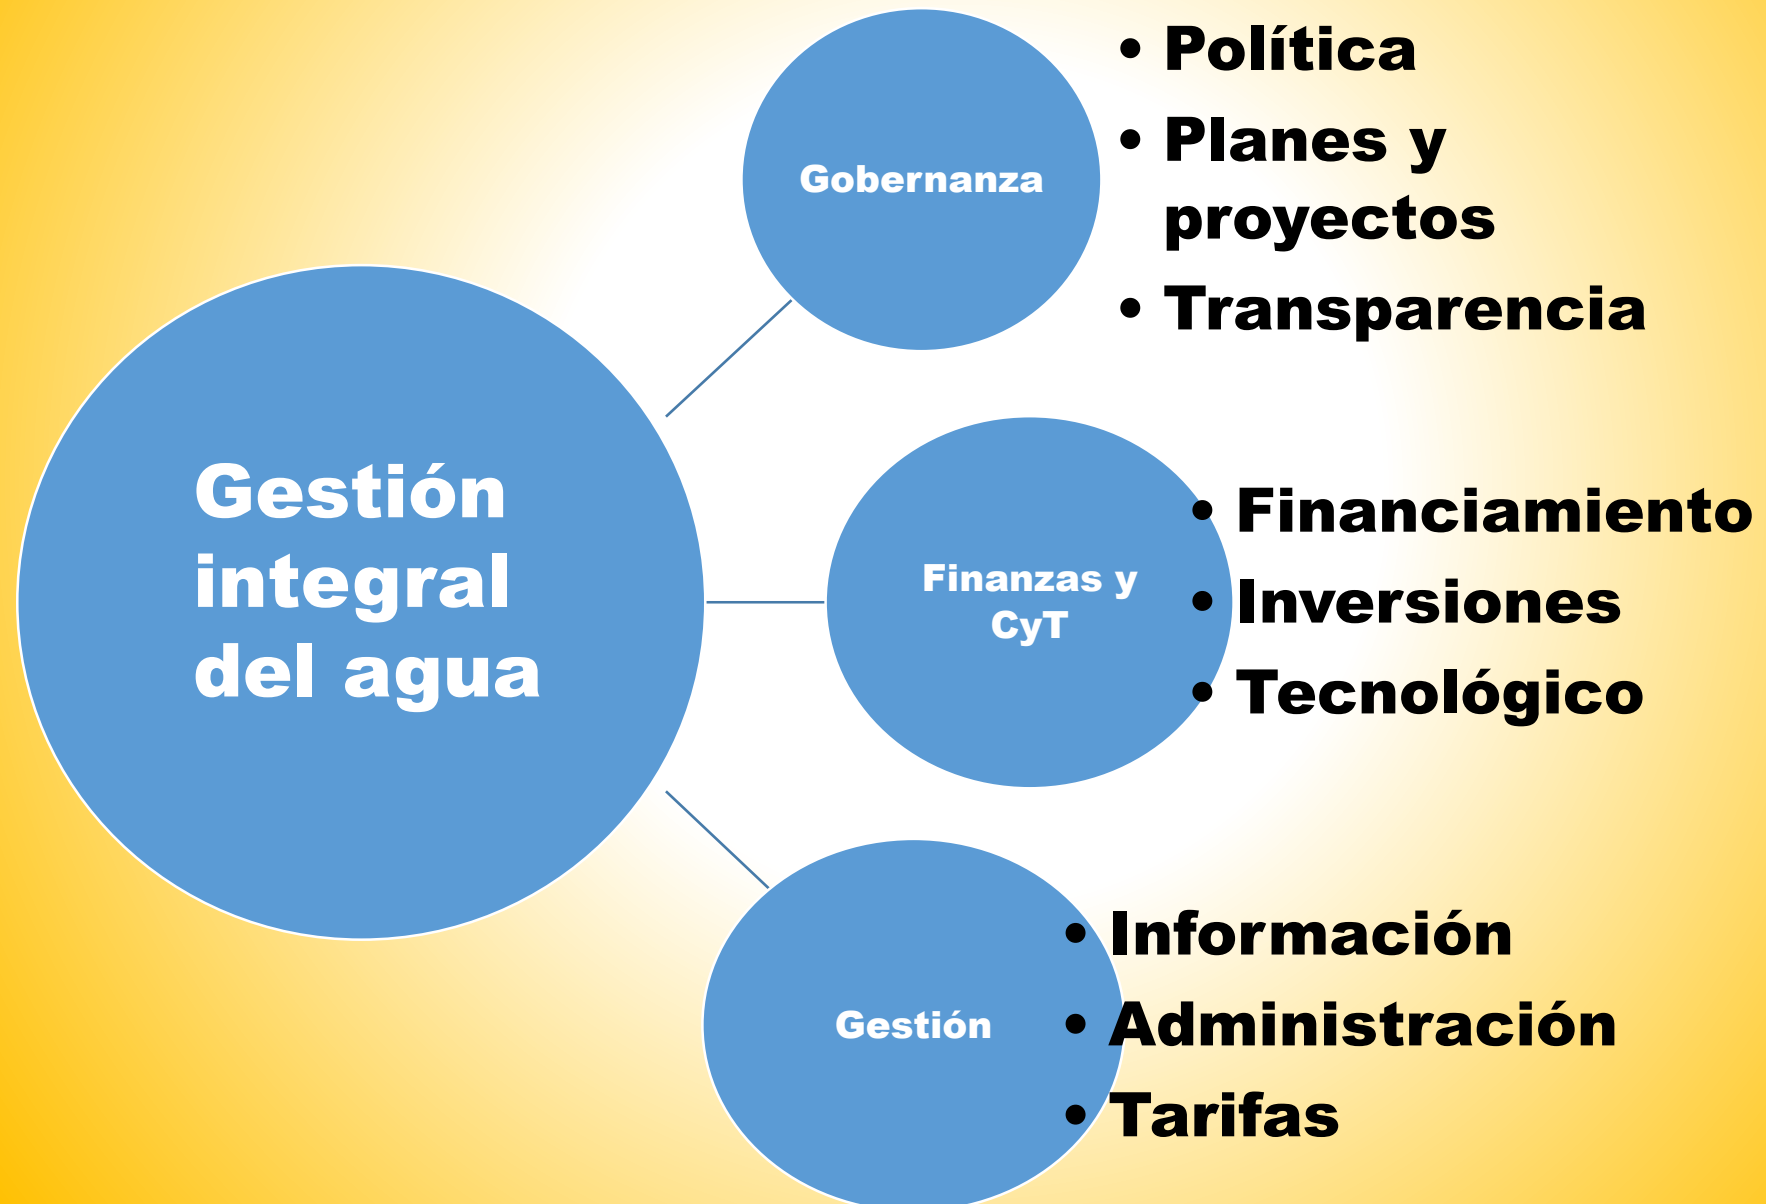 Gestión
integral
del agua
Gobernanza
• Política
• Planes y
proyectos
• Transparencia
Finanzas y
CyT
• Financiamiento
• Inversiones
• Tecnológico
Gestión
• Información
• Administración
• Tarifas